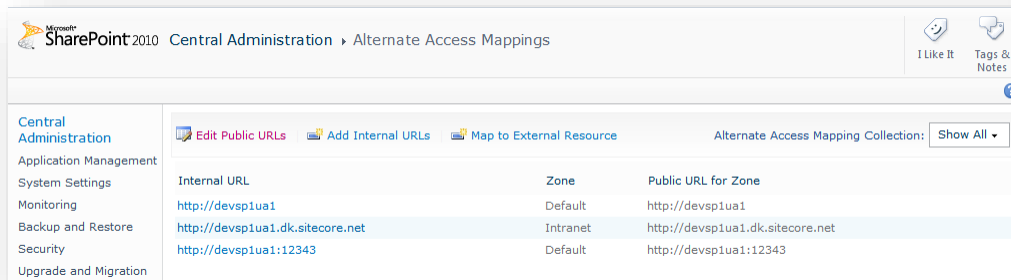 Microsoft®
SharePoint® 2010 Central Administration ▸ Alternate Access Mappings
I Like It
Tags &
Notes
Central
Administration
Application Management
System Settings
Monitoring
Backup and Restore
Security
Upgrade and Migration
Edit Public URLs
Add Internal URLs
Map to External Resource
Alternate Access Mapping Collection: Show All
Internal URL Zone Public URL for Zone
http://devsp1ua1 Default http://devsp1ua1
http://devsp1ua1.dk.sitecore.net Intranet http://devsp1ua1.dk.sitecore.net
http://devsp1ua1:12343 Default http://devsp1ua1:12343